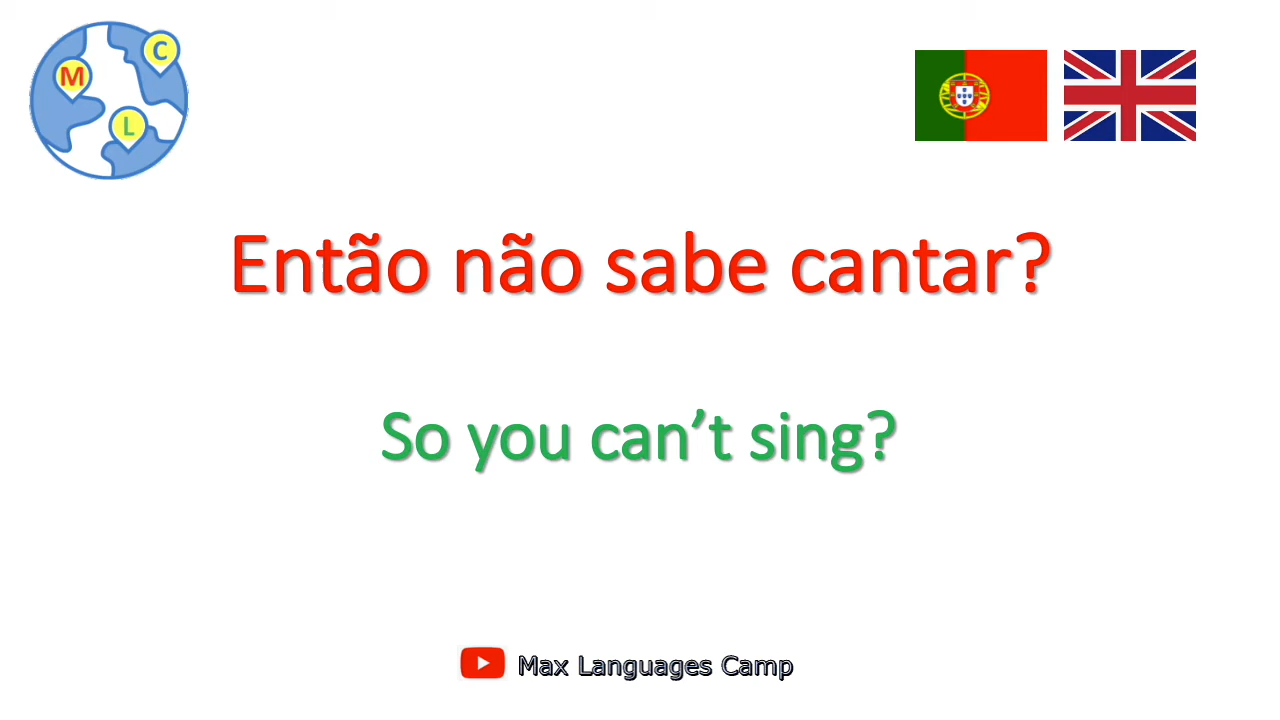 M
C
L
Então não sabe cantar?
So you can’t sing?
Max Languages Camp